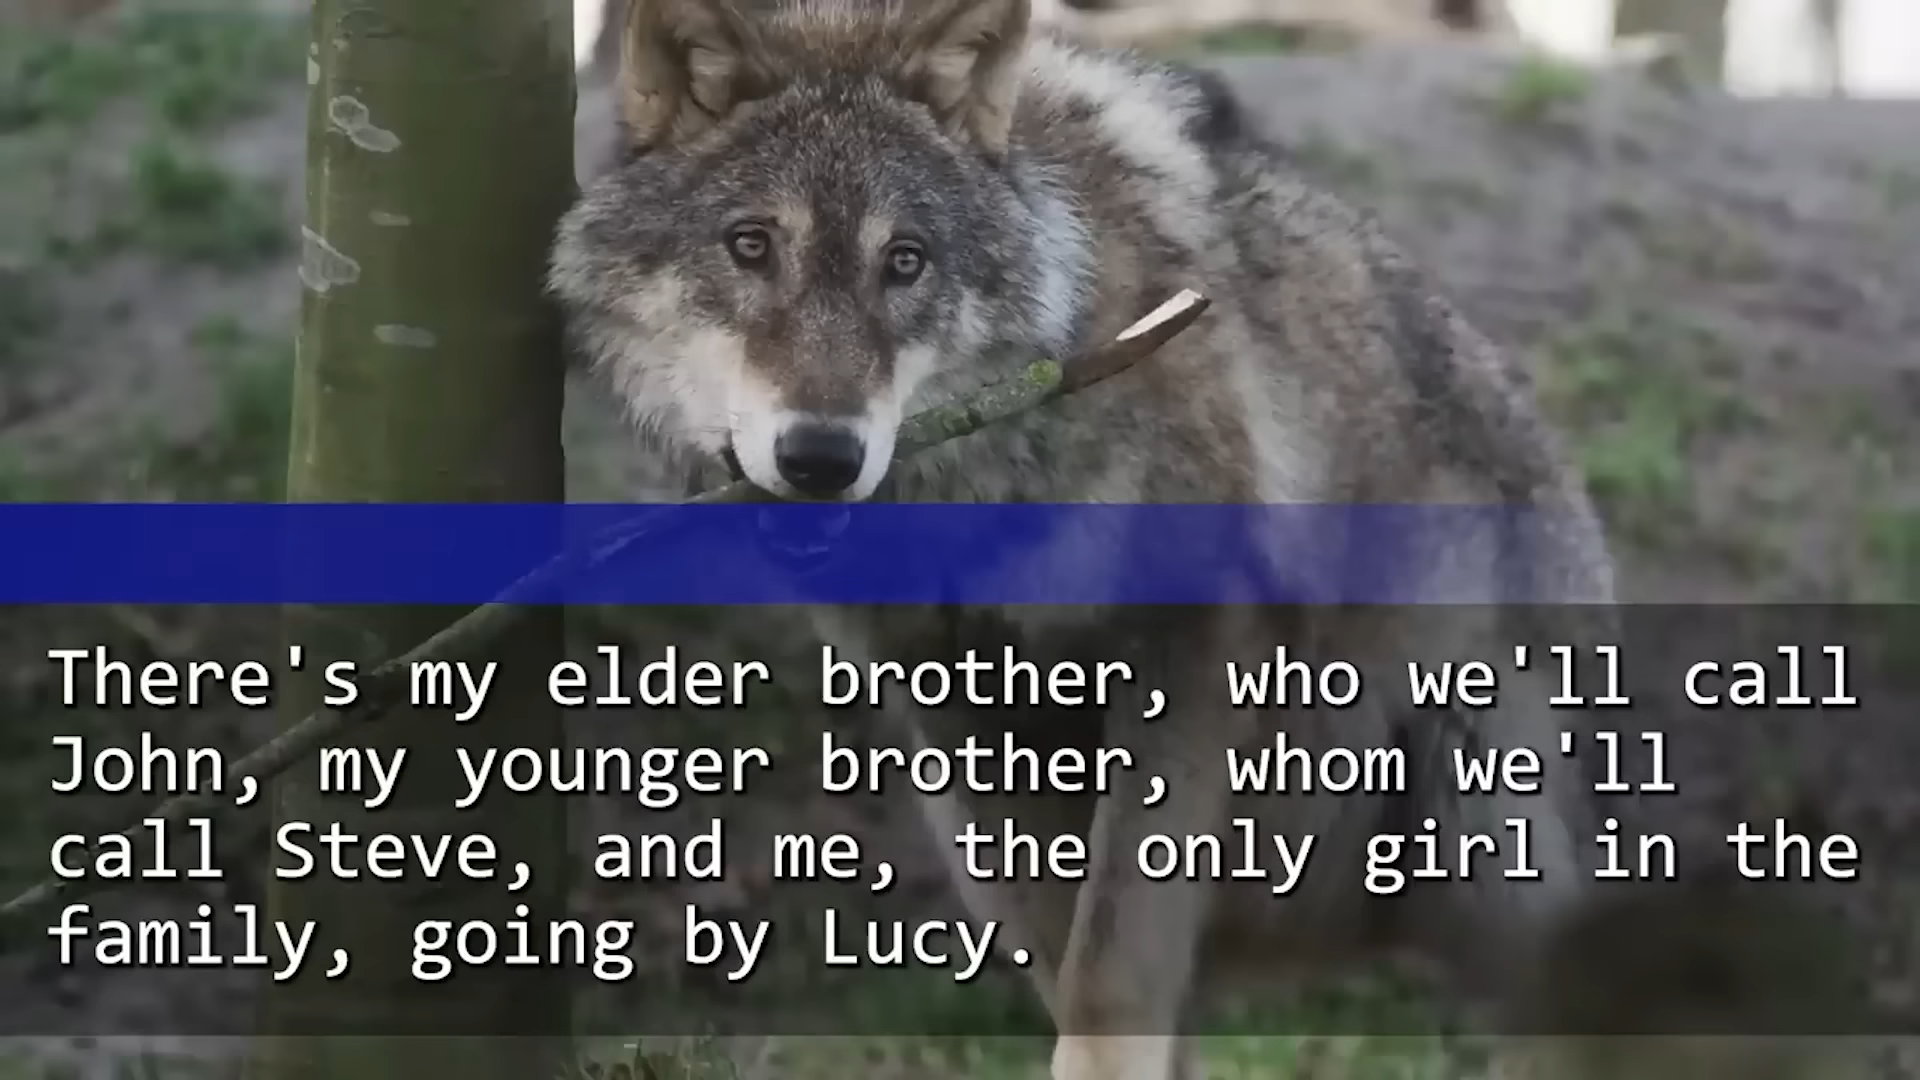 There's my elder brother, who we'll call
John, my younger brother, whom we'll
call Steve, and me, the only girl in the
family, going by Lucy.